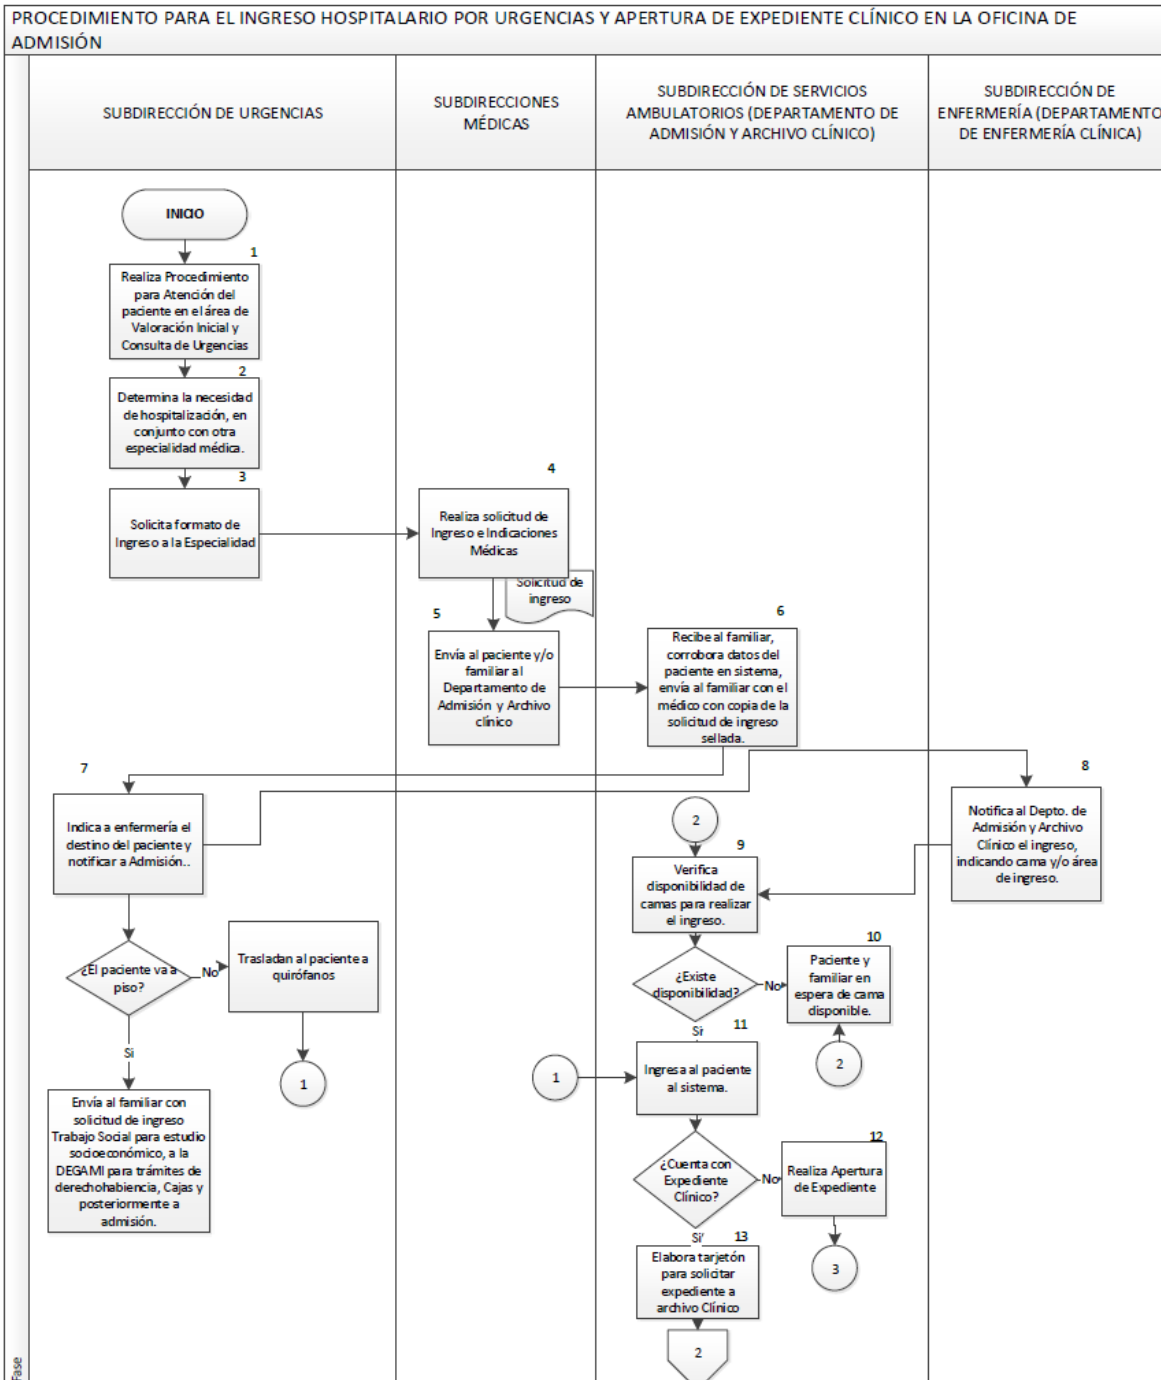 PROCEDIMIENTO PARA EL INGRESO HOSPITALARIO POR URGENCIAS Y APERTURA DE EXPEDIENTE CLÍNICO EN LA OFICINA DE
ADMISIÓN
SUBDIRECCIÓN DE URGENCIAS
SUBDIRECCIONES
MÉDICAS
SUBDIRECCIÓN DE SERVICIOS
AMBULATORIOS (DEPARTAMENTO DE
ADMISIÓN Y ARCHIVO CLÍNICO)
SUBDIRECCIÓN DE
ENFERMERÍA (DEPARTAMENTO
DE ENFERMERÍA CLÍNICA)
INICIO
1
Realiza Procedimiento
para Atención del
paciente en el área de
Valoración Inicial y
Consulta de Urgencias
2
Determina la necesidad
de hospitalización, en
conjunto con otra
especialidad médica.
3
Solicita formato de
Ingreso a la Especialidad
4
Realiza solicitud de
Ingreso e Indicaciones
Médicas
Solicitud de
ingreso
5
Envía al paciente y/o
familiar al
Departamento de
Admisión y Archivo
clínico
6
Recibe al familiar,
corrobora datos del
paciente en sistema,
envía al familiar con el
médico con copia de la
solicitud de ingreso
sellada.
7
Indica a enfermería el
destino del paciente y
notificar a Admisión..
8
Notifica al Depto. de
Admisión y Archivo
Clínico el ingreso,
indicando cama y/o área
de ingreso.
2
9
Verifica
disponibilidad de
camas para realizar
el ingreso.
¿El paciente va a
piso?
No
Trasladan al paciente a
quirófanos
1
Si
Envía al familiar con
solicitud de ingreso
Trabajo Social para estudio
socioeconómico, a la
DEGAMI para trámites de
derechohabiencia, Cajas y
posteriormente a
admisión.
¿Existe
disponibilidad?
No
10
Paciente y
familiar en
espera de cama
disponible.
2
Si
11
1
Ingresa al paciente
al sistema.
¿Cuenta con
Expediente
Clínico?
No
12
Realiza Apertura
de Expediente
3
Si
13
Elabora tarjetón
para solicitar
expediente a
archivo Clínico
2
Fase